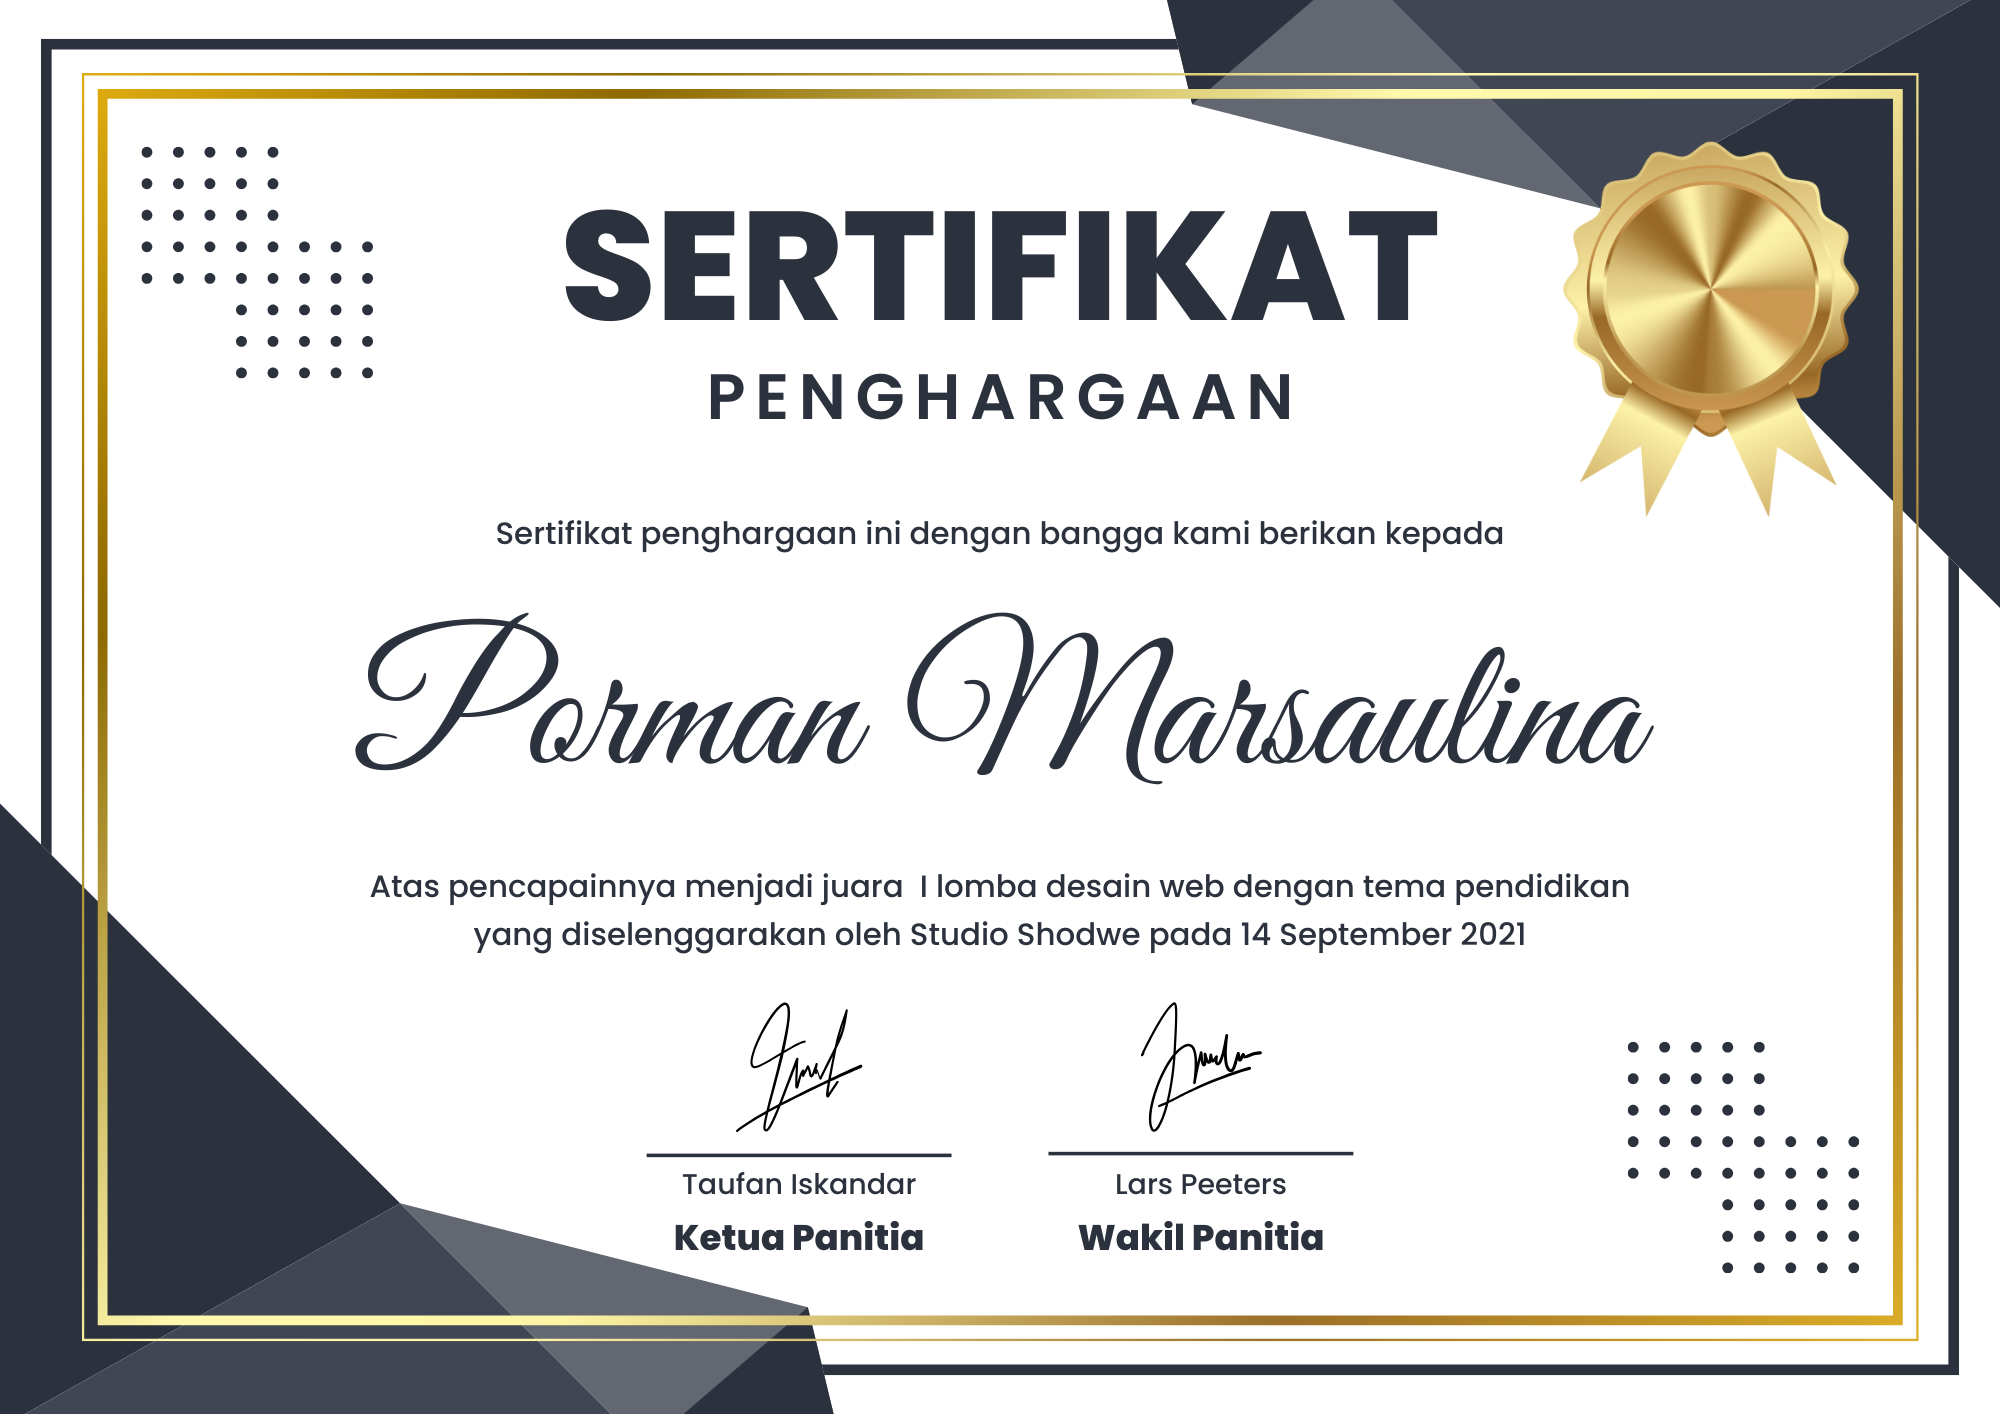 SERTIFIKAT
PENGHARGAAN
Sertifikat penghargaan ini dengan bangga kami berikan kepada
Porman Marsaulina
Atas pencapainnya menjadi juara  I lomba desain web dengan tema pendidikan
yang diselenggarakan oleh Studio Shodwe pada 14 September 2021
Taufan Iskandar
Ketua Panitia
Lars Peeters
Wakil Panitia